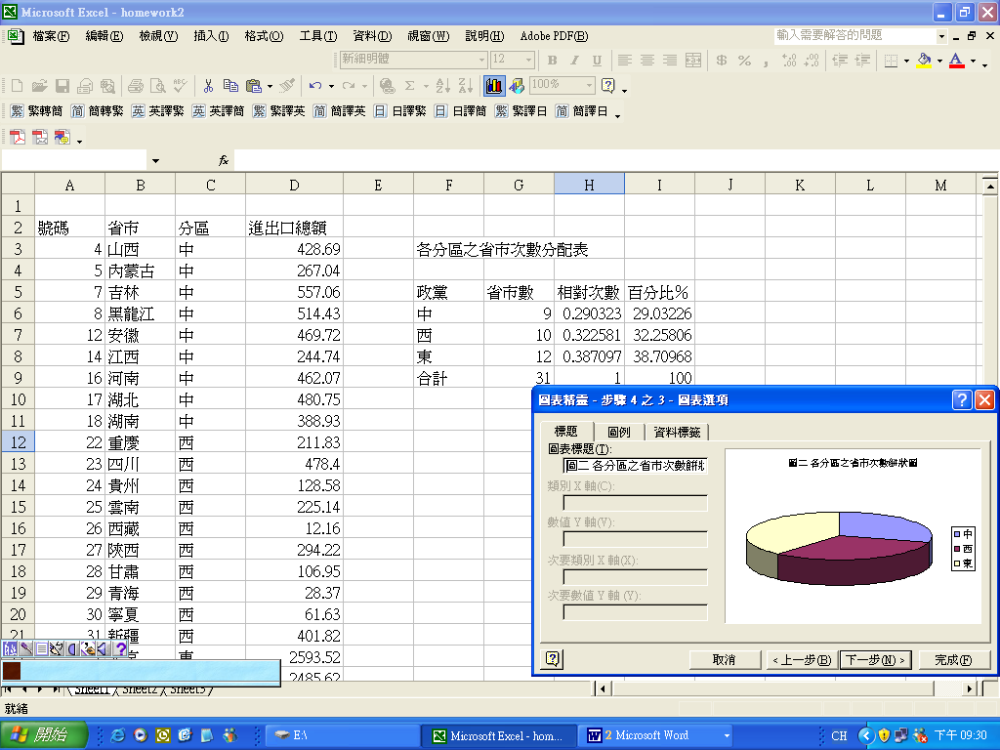 Microsoft Excel - homework2
檔案(F) 編輯(E) 檢視(V) 插入(I) 格式(O) 工具(T) 資料(D) 視窗(W) 說明(H) Adobe PDF(B) 輸入需要解答的問題
新細明體 12 B I U $ %
100%
繁轉簡 簡轉繁 英譯繁 英譯簡 繁譯英 簡譯英 日譯繁 日譯簡 繁譯日 簡譯日
fx
A B C D E F G H I J K L M
1
2 號碼 省市 分區 進出口總額
3 4 山西 中 428.69 各分區之省市次數分配表
4 5 內蒙古 中 267.04
5 7 吉林 中 557.06 政黨 省市數 相對次數 百分比%
6 8 黑龍江 中 514.43 中 9 0.290323 29.03226
7 12 安徽 中 469.72 西 10 0.322581 32.25806
8 14 江西 中 244.74 東 12 0.387097 38.70968
9 16 河南 中 462.07 合計 31 1 100
10 17 湖北 中 480.75
11 18 湖南 中 388.93
12 22 重慶 西 211.83
13 23 四川 西 478.4
14 24 貴州 西 128.58
15 25 雲南 西 225.14
16 26 西藏 西 12.16
17 27 陜西 西 294.22
18 28 甘肅 西 106.95
19 29 青海 西 28.37
20 30 寧夏 西 61.63
21 31 新疆 西 401.82
東 2593.52
2485.62
Sheet1 Sheet2 Sheet3
就緒
圖表精靈 - 步驟 4 之 3 - 圖表選項
標題 圖例 資料標籤
圖表標題(T):
圖二 各分區之省市次數餅狀
類別 X 軸(C):
數值 Y 軸(V):
次要類別 X 軸(X):
次要數值 Y 軸 (Y):
圖二 各分區之省市次數餅狀圖
中
西
東
取消 < 上一步(B) 下一步(N) > 完成(F)
開始 E:\ Microsoft Excel - hom... 2 Microsoft Word CH 下午 09:30